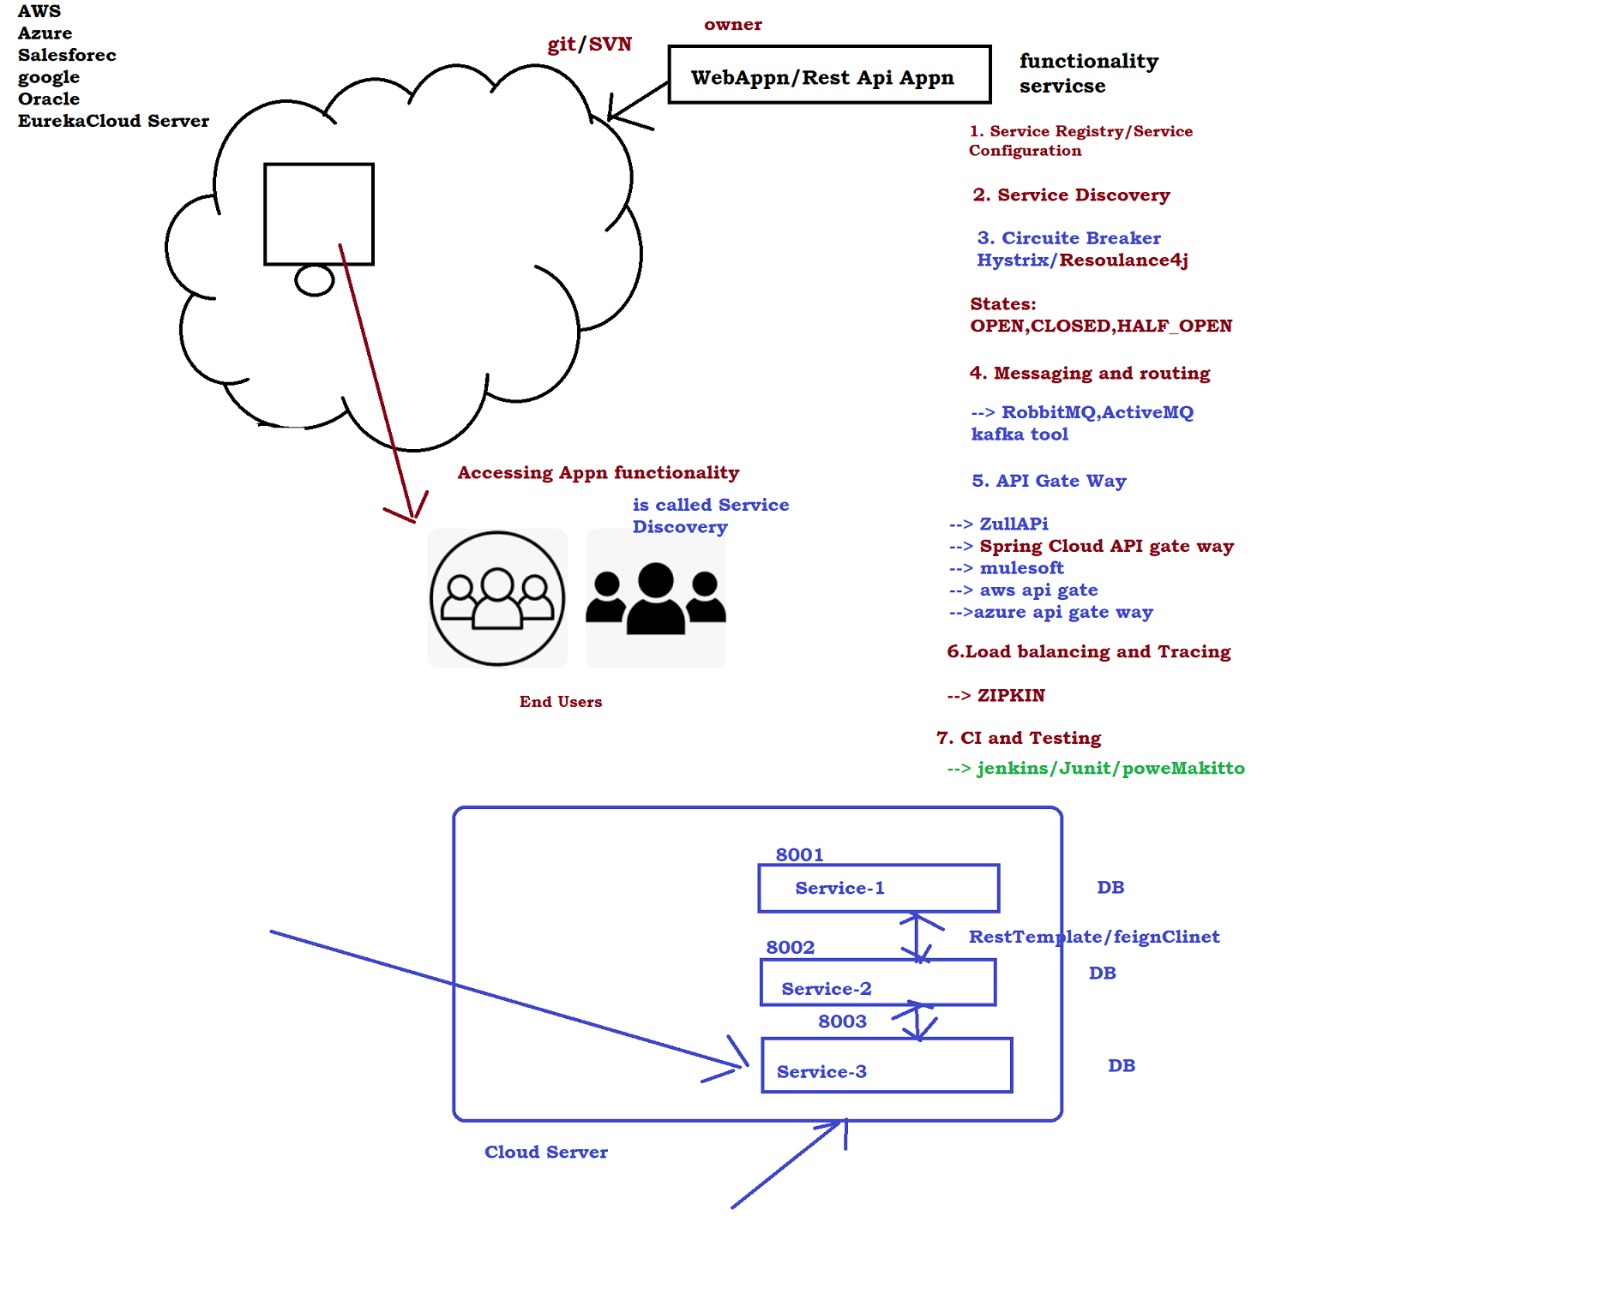 AWS
Azure
Salesforec
google
Oracle
EurekaCloud Server
git/SVN
owner
WebAppn/Rest Api Appn
functionality
servicse
1. Service Registry/Service
Configuration
2. Service Discovery
3. Circuite Breaker
Hystrix/Resoulance4j
States:
OPEN,CLOSED,HALF_OPEN
4. Messaging and routing
--> RobbitMQ,ActiveMQ
kafka tool
5. API Gate Way
--> ZullAPi
--> Spring Cloud API gate way
--> mulesoft
--> aws api gate
-->azure api gate way
6.Load balancing and Tracing
--> ZIPKIN
7. CI and Testing
--> jenkins/Junit/poweMakitto
Accessing Appn functionality
is called Service
Discovery
End Users
8001
Service-1
DB
RestTemplate/feignClinet
8002
Service-2
DB
8003
Service-3
DB
Cloud Server